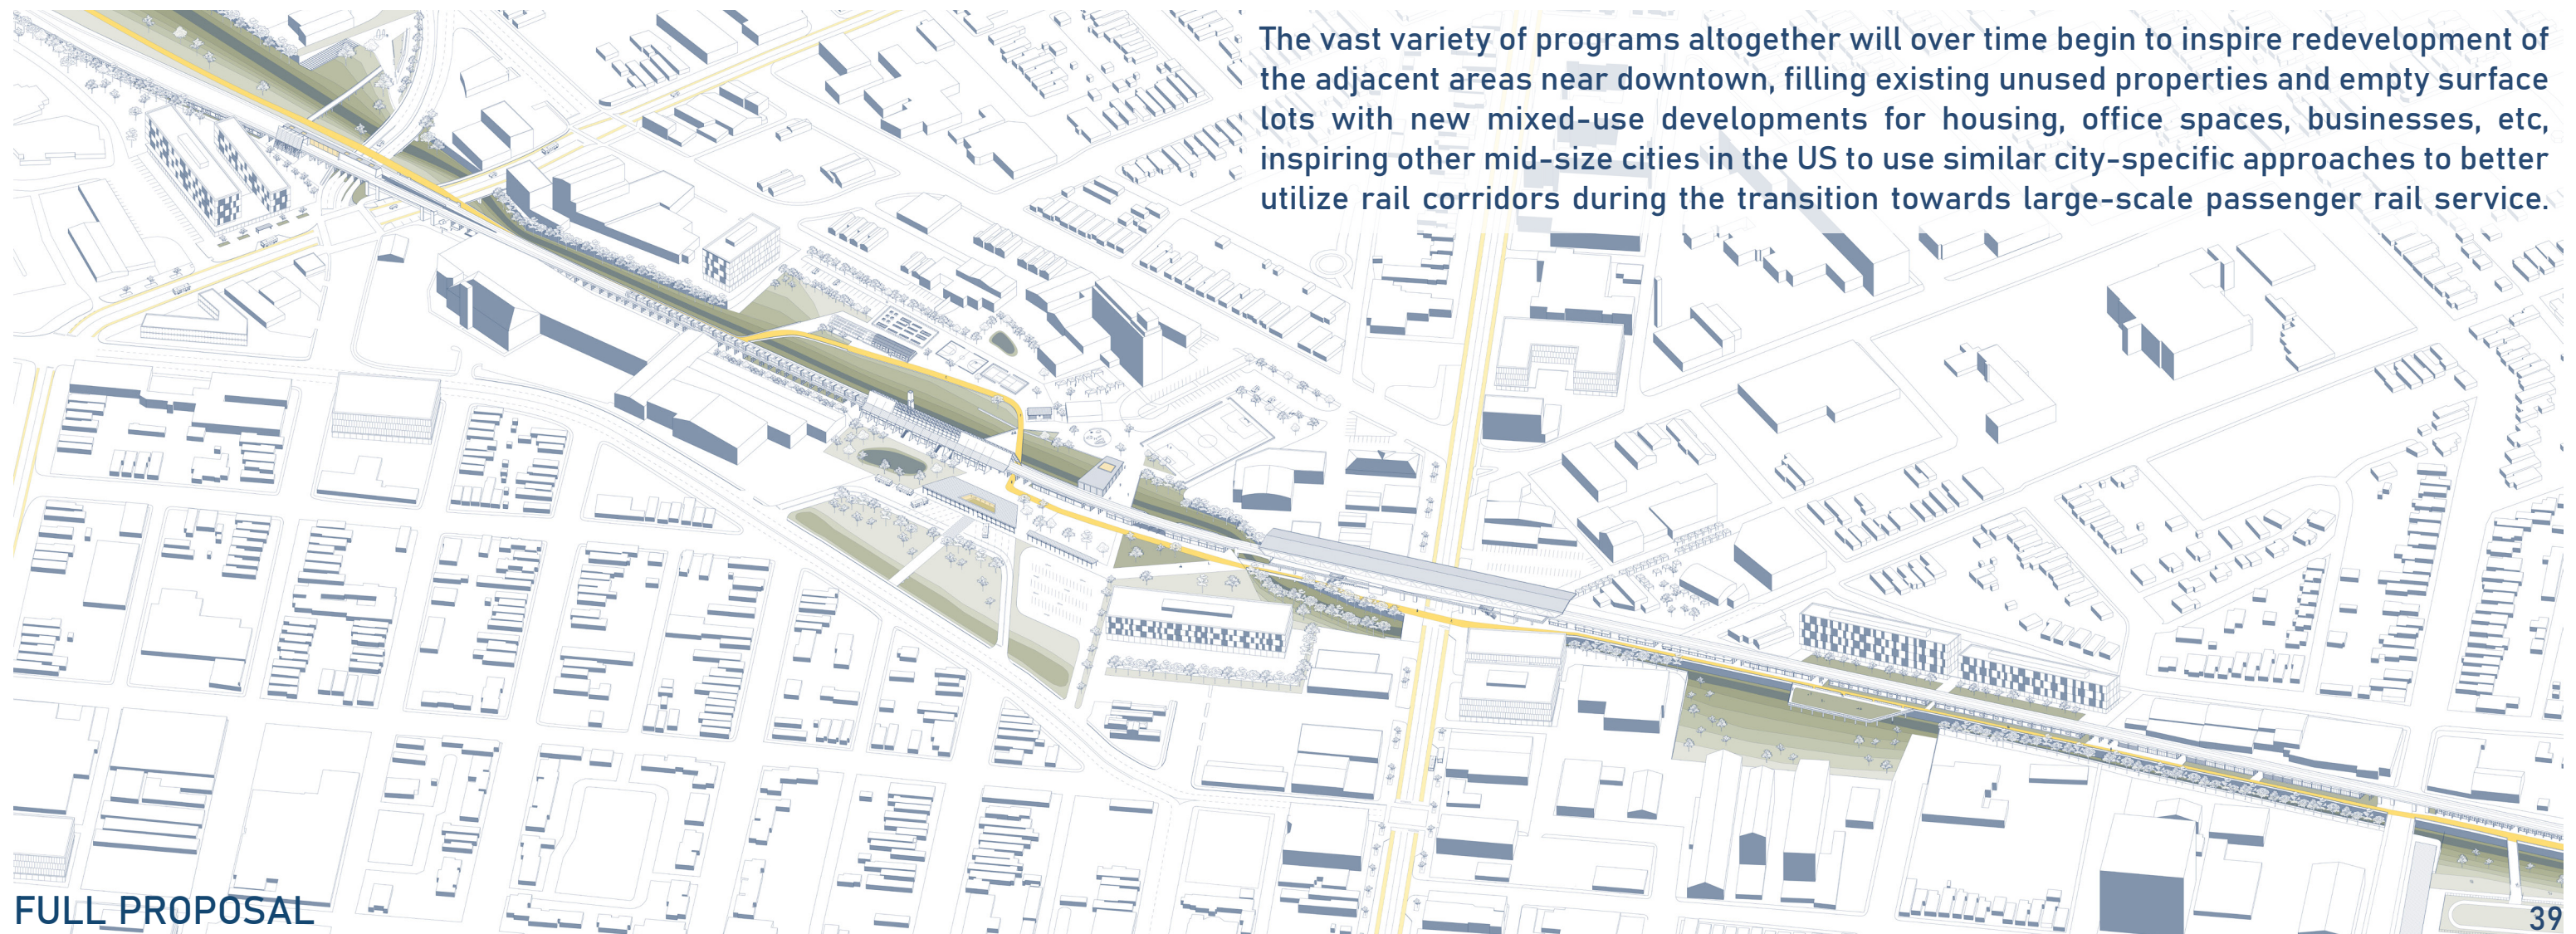 The vast variety of programs altogether will over time begin to inspire redevelopment of
the adjacent areas near downtown, filling existing unused properties and empty surface
lots with new mixed-use developments for housing, office spaces, businesses, etc,
inspiring other mid-size cities in the US to use similar city-specific approaches to better
utilize rail corridors during the transition towards large-scale passenger rail service.
FULL PROPOSAL
39